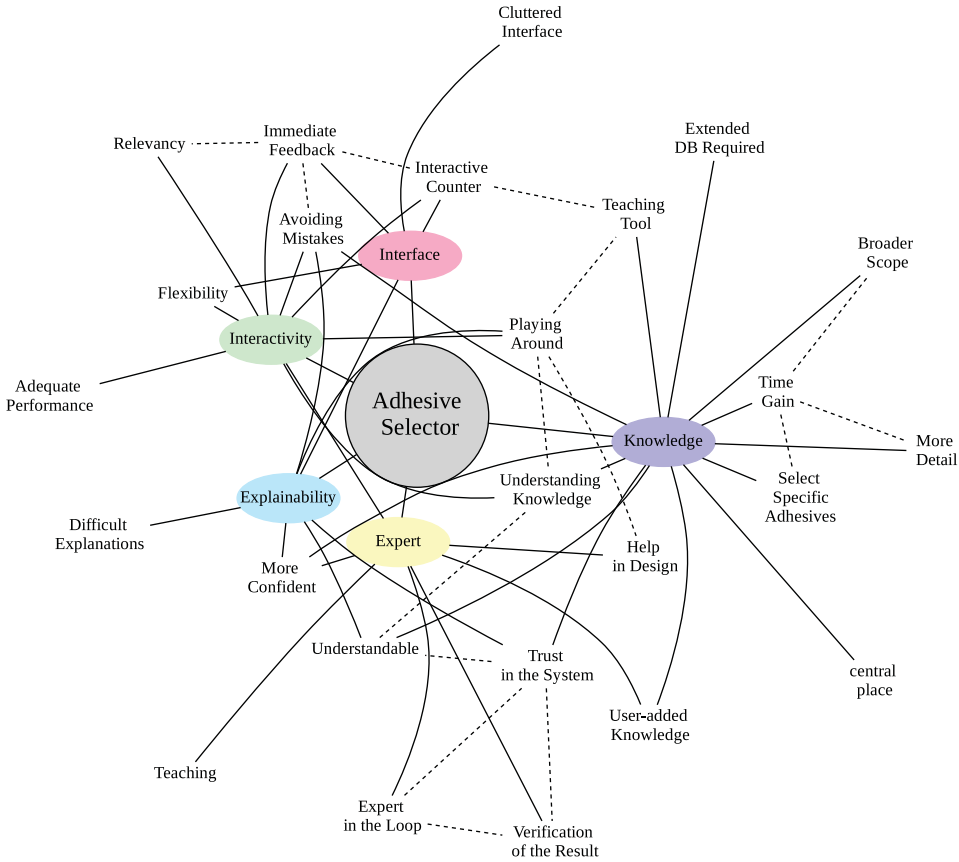 Cluttered
Interface
Relevancy
Immediate
Feedback
Extended
DB Required
Interactive
Counter
Teaching
Tool
Avoiding
Mistakes
Interface
Broader
Scope
Flexibility
Interactivity
Playing
Around
Adequate
Performance
Time
Gain
Adhesive
Selector
Knowledge
More
Detail
Understanding
Knowledge
Select
Specific
Adhesives
Explainability
Difficult
Explanations
Expert
Help
in Design
More
Confident
Understandable
Trust
in the System
central
place
User-added
Knowledge
Teaching
Expert
in the Loop
Verification
of the Result